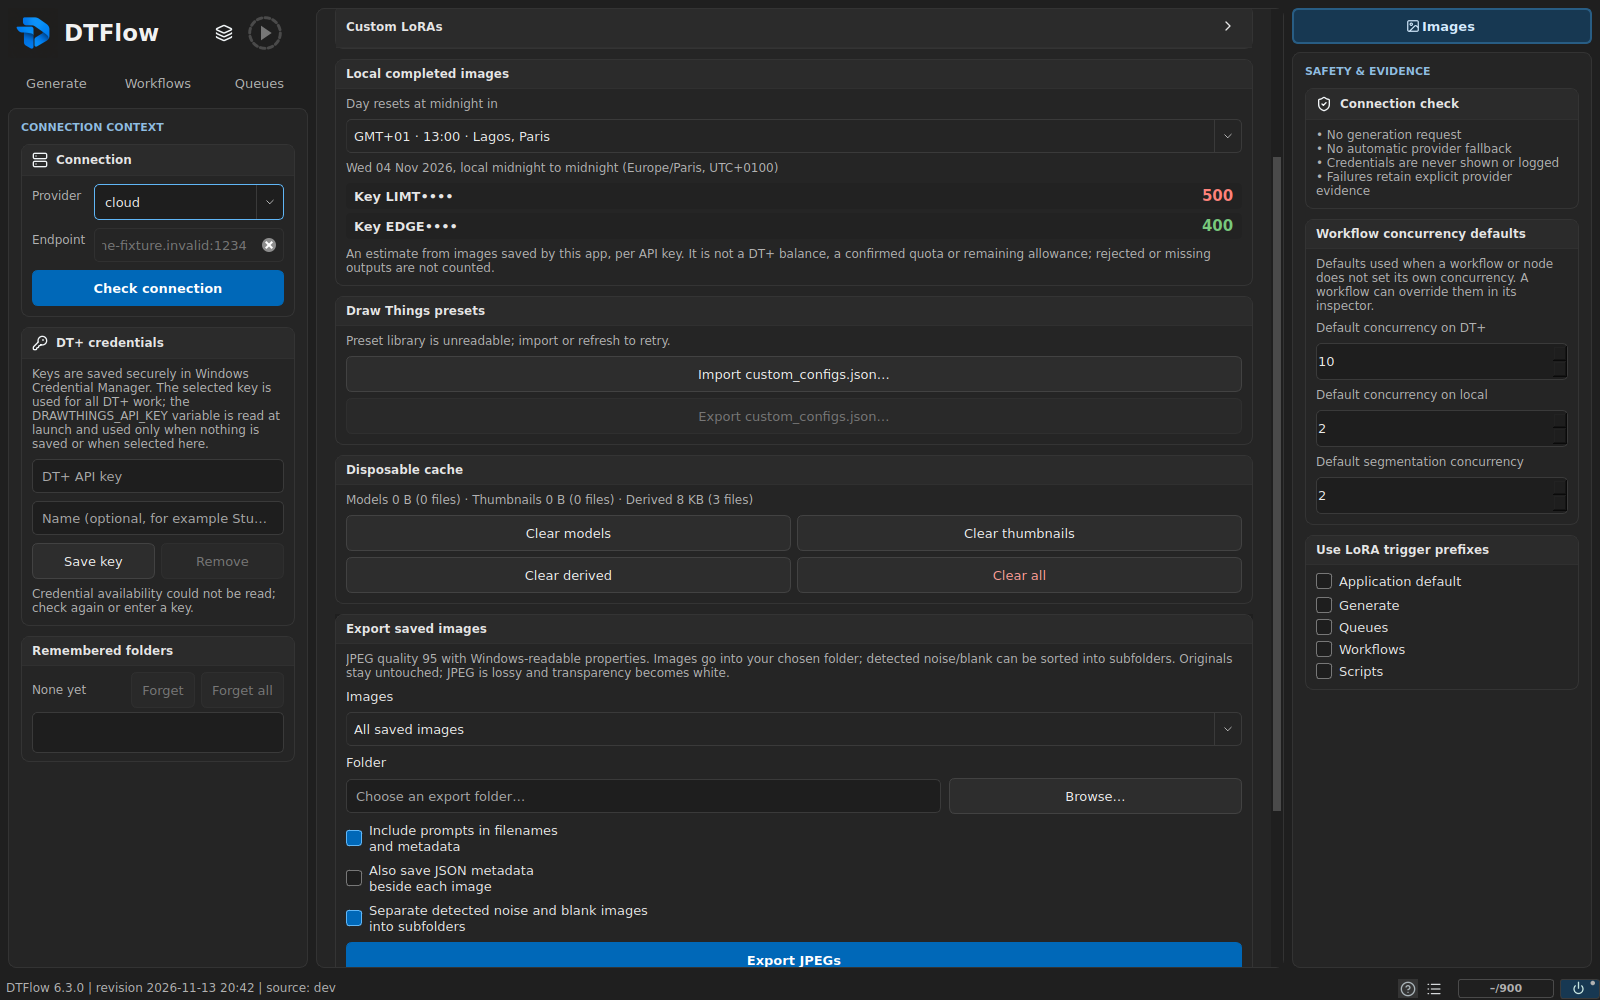 DTFlow
Generate
Workflows
Queues
CONNECTION CONTEXT
Connection
Provider
cloud
Endpoint
ne-fixture.invalid:1234
Check connection
DT+ credentials
Keys are saved securely in Windows
Credential Manager. The selected key is
used for all DT+ work; the
DRAWTHINGS_API_KEY variable is read at
launch and used only when nothing is
saved or when selected here.
DT+ API key
Name (optional, for example Stu...
Save key
Remove
Credential availability could not be read;
check again or enter a key.
Remembered folders
None yet
Forget
Forget all
Custom LoRAs
Local completed images
Day resets at midnight in
GMT+01 · 13:00 · Lagos, Paris
Wed 04 Nov 2026, local midnight to midnight (Europe/Paris, UTC+0100)
Key LIMT•••• 500
Key EDGE•••• 400
An estimate from images saved by this app, per API key. It is not a DT+ balance, a confirmed quota or remaining allowance; rejected or missing
outputs are not counted.
Draw Things presets
Preset library is unreadable; import or refresh to retry.
Import custom_configs.json...
Export custom_configs.json...
Disposable cache
Models 0 B (0 files) · Thumbnails 0 B (0 files) · Derived 8 KB (3 files)
Clear models
Clear thumbnails
Clear derived
Clear all
Export saved images
JPEG quality 95 with Windows-readable properties. Images go into your chosen folder; detected noise/blank can be sorted into subfolders. Originals
stay untouched; JPEG is lossy and transparency becomes white.
Images
All saved images
Folder
Choose an export folder...
Browse...
Include prompts in filenames
and metadata
Also save JSON metadata
beside each image
Separate detected noise and blank images
into subfolders
Export JPEGs
Images
SAFETY & EVIDENCE
Connection check
• No generation request
• No automatic provider fallback
• Credentials are never shown or logged
• Failures retain explicit provider
evidence
Workflow concurrency defaults
Defaults used when a workflow or node
does not set its own concurrency. A
workflow can override them in its
inspector.
Default concurrency on DT+
10
Default concurrency on local
2
Default segmentation concurrency
2
Use LoRA trigger prefixes
Application default
Generate
Queues
Workflows
Scripts
DTFlow 6.3.0 | revision 2026-11-13 20:42 | source: dev
–/900